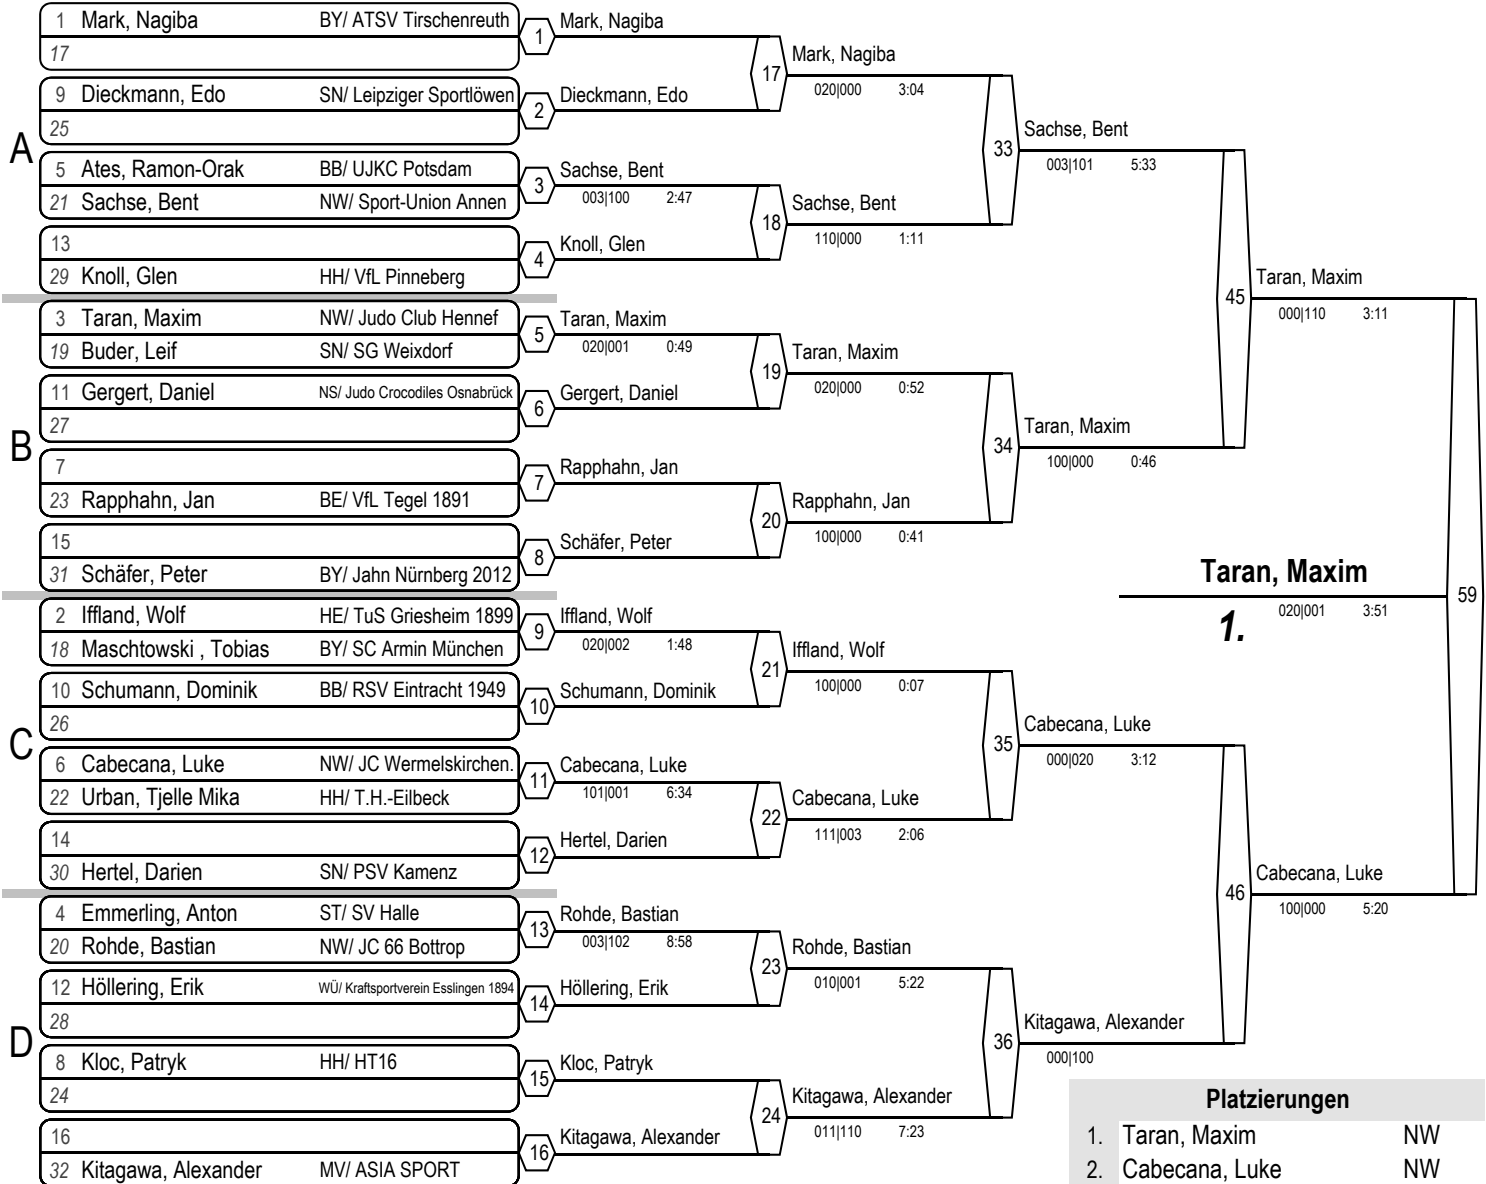 A
1 Mark, Nagiba BY/ ATSV Tirschenreuth
17
9 Dieckmann, Edo SN/ Leipziger Sportlöwen
25
5 Ates, Ramon-Orak BB/ UJKC Potsdam
21 Sachse, Bent NW/ Sport-Union Annen
13
29 Knoll, Glen HH/ VfL Pinneberg
B
3 Taran, Maxim NW/ Judo Club Hennef
19 Buder, Leif SN/ SG Weixdorf
11 Gergert, Daniel NS/ Judo Crocodiles Osnabrück
27
7
23 Rapphahn, Jan BE/ VfL Tegel 1891
15
31 Schäfer, Peter BY/ Jahn Nürnberg 2012
C
2 Iffland, Wolf HE/ TuS Griesheim 1899
18 Maschtowski , Tobias BY/ SC Armin München
10 Schumann, Dominik BB/ RSV Eintracht 1949
26
6 Cabecana, Luke NW/ JC Wermelskirchen.
22 Urban, Tjelle Mika HH/ T.H.-Eilbeck
14
30 Hertel, Darien SN/ PSV Kamenz
D
4 Emmerling, Anton ST/ SV Halle
20 Rohde, Bastian NW/ JC 66 Bottrop
12 Höllering, Erik WÜ/ Kraftsportverein Esslingen 1894
28
8 Kloc, Patryk HH/ HT16
24
16
32 Kitagawa, Alexander MV/ ASIA SPORT
1 Mark, Nagiba
2 Dieckmann, Edo
3 Sachse, Bent
003|100 2:47
4 Knoll, Glen
5 Taran, Maxim
020|001 0:49
6 Gergert, Daniel
7 Rapphahn, Jan
8 Schäfer, Peter
9 Iffland, Wolf
020|002 1:48
10 Schumann, Dominik
11 Cabecana, Luke
101|001 6:34
12 Hertel, Darien
13 Rohde, Bastian
003|102 8:58
14 Höllering, Erik
15 Kloc, Patryk
16 Kitagawa, Alexander
17 Mark, Nagiba
020|000 3:04
18 Sachse, Bent
110|000 1:11
19 Taran, Maxim
020|000 0:52
20 Rapphahn, Jan
100|000 0:41
21 Iffland, Wolf
100|000 0:07
22 Cabecana, Luke
111|003 2:06
23 Rohde, Bastian
010|001 5:22
24 Kitagawa, Alexander
011|110 7:23
33 Sachse, Bent
003|101 5:33
34 Taran, Maxim
100|000 0:46
35 Cabecana, Luke
000|020 3:12
36 Kitagawa, Alexander
000|100
45 Taran, Maxim
000|110 3:11
46 Cabecana, Luke
100|000 5:20
59
Taran, Maxim
1. 020|001 3:51
Platzierungen
1. Taran, Maxim NW
2. Cabecana, Luke NW